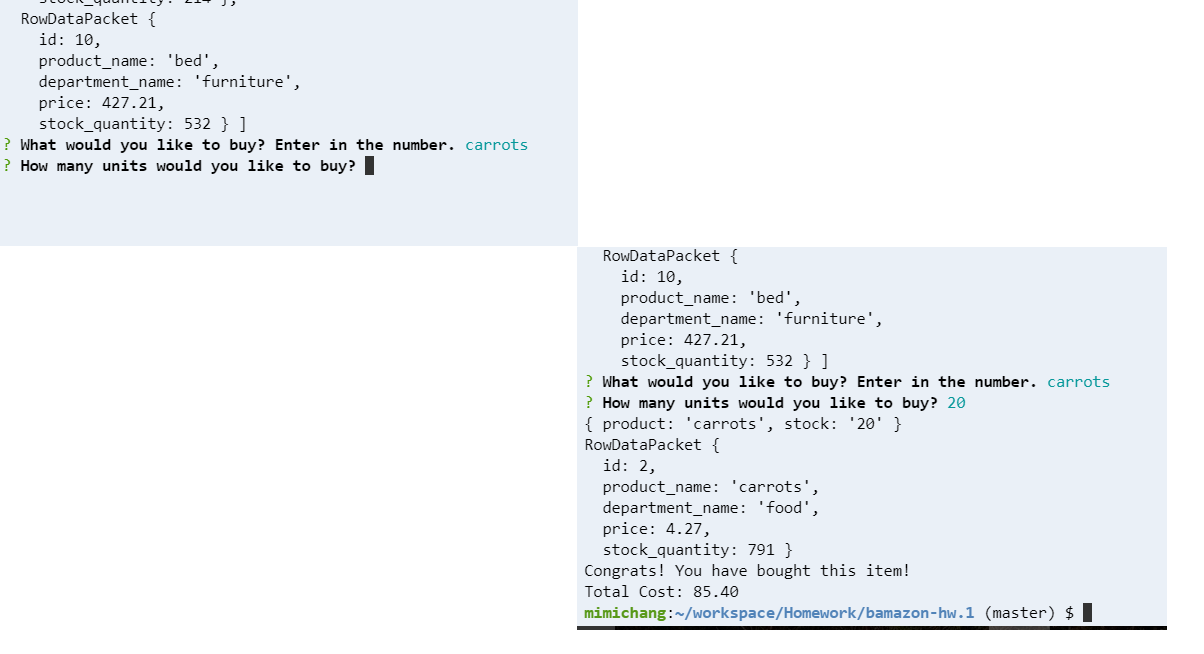 stock_quantity: 214 },
RowDataPacket {
id: 10,
product_name: 'bed',
department_name: 'furniture',
price: 427.21,
stock_quantity: 532 } ]
? What would you like to buy? Enter in the number. carrots
? How many units would you like to buy?
RowDataPacket {
id: 10,
product_name: 'bed',
department_name: 'furniture',
price: 427.21,
stock_quantity: 532 } ]
? What would you like to buy? Enter in the number. carrots
? How many units would you like to buy? 20
{ product: 'carrots', stock: '20' }
RowDataPacket {
id: 2,
product_name: 'carrots',
department_name: 'food',
price: 4.27,
stock_quantity: 791 }
Congrats! You have bought this item!
Total Cost: 85.40
mimichang:~/workspace/Homework/bamazon-hw.1 (master) $